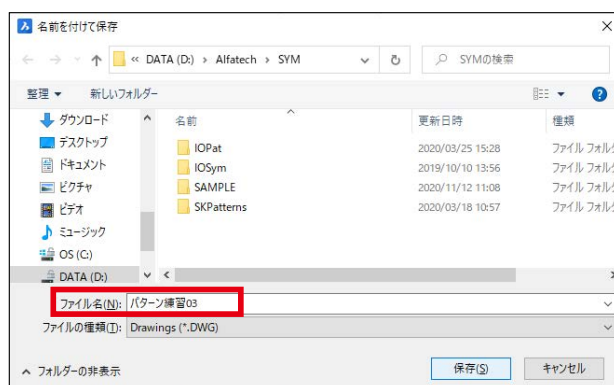 名前を付けて保存
« DATA (D:) › Alfatech › SYM
SYMの検索
整理 新しいフォルダー
名前 更新日時 種類
ダウンロード
デスクトップ
ドキュメント
ピクチャ
ビデオ
ミュージック
OS (C:)
DATA (D:)
IOPat 2020/03/25 15:28 ファイル フォル
IOSym 2019/10/10 13:56 ファイル フォル
SAMPLE 2020/11/12 11:08 ファイル フォル
SKPatterns 2020/03/18 10:57 ファイル フォル
ファイル名(N): パターン練習03
ファイルの種類(T): Drawings (*.DWG)
フォルダーの非表示
保存(S) キャンセル